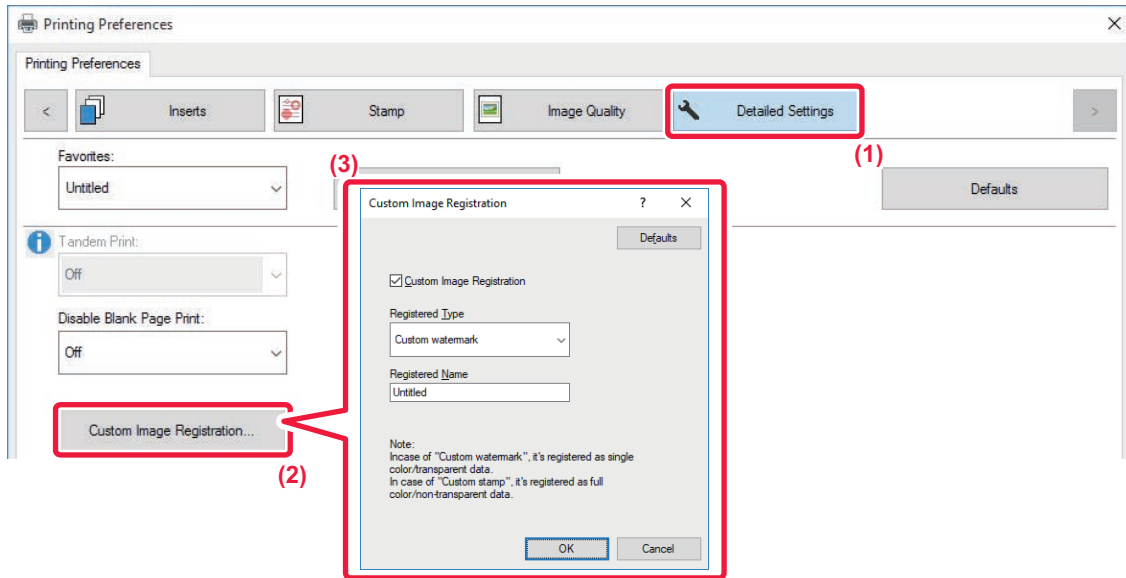 Printing Preferences
Printing Preferences
< Inserts Stamp Image Quality Detailed Settings >
(1)
Favorites:
Untitled
Defaults
Tandem Print:
Off
Disable Blank Page Print:
Off
Custom Image Registration...
(2)
(3)
Custom Image Registration ?
Defaults
Custom Image Registration
Registered Type
Custom watermark
Registered Name
Untitled
Note:
Incase of "Custom watermark", it's registered as single
color/transparent data.
In case of "Custom stamp", it's registered as full
color/non-transparent data.
OK Cancel